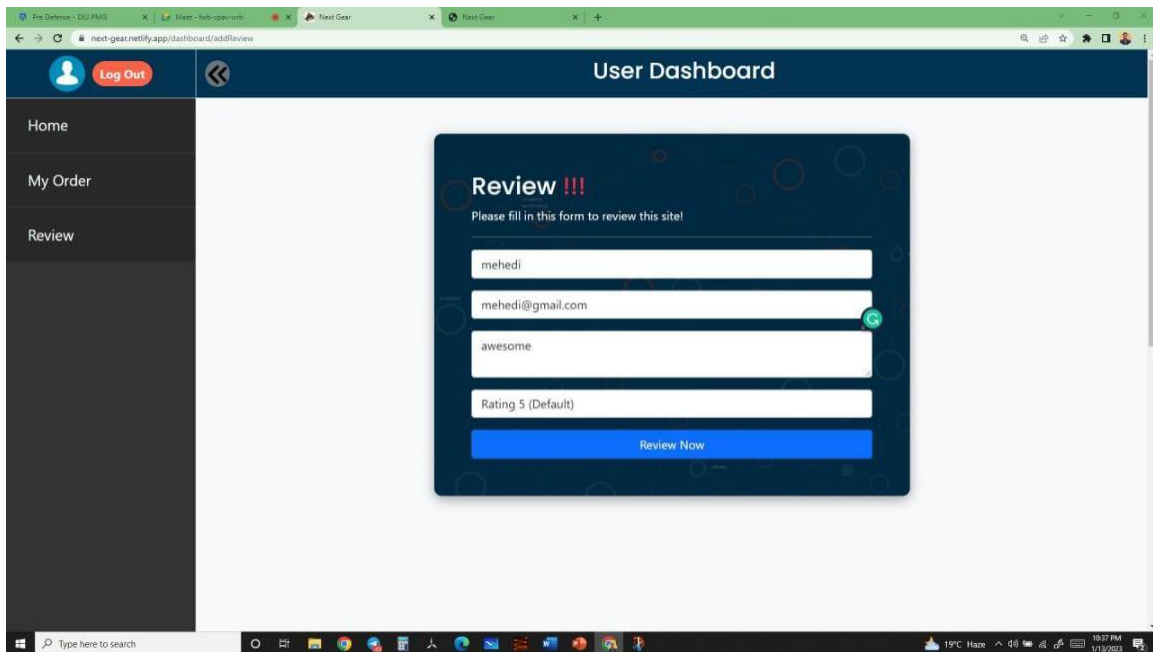 Pre Defense - DIU PMIS
Meet - fwb-spav-wrb
Next Gear
Next Gear
next-gear.netlify.app/dashboard/addReview
Log Out
User Dashboard
Home
My Order
Review
Review !!!
Please fill in this form to review this site!
mehedi
mehedi@gmail.com
awesome
Rating 5 (Default)
Review Now
Type here to search
19°C Haze
10:37 PM
1/13/2023